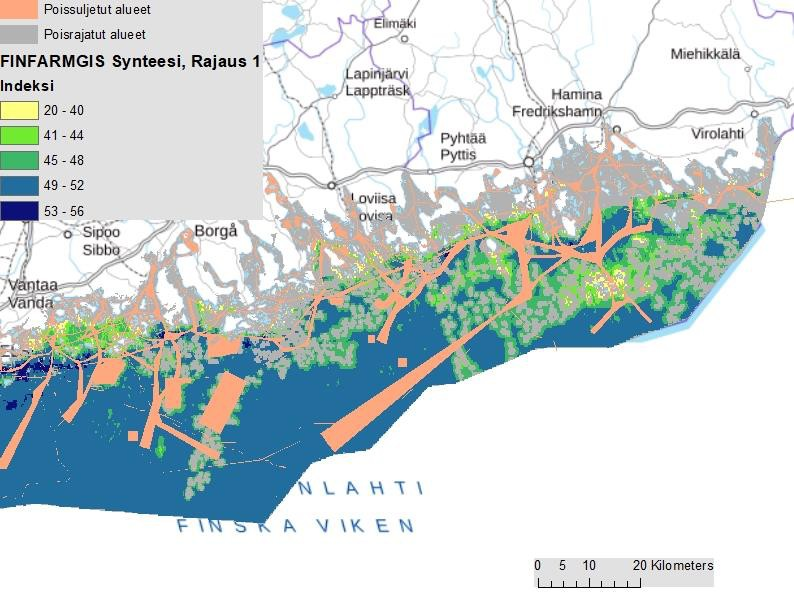 Poissuljetut alueet
Poisrajatut alueet
FINFARMGIS Synteesi, Rajaus 1
Indeksi
20 - 40
41 - 44
45 - 48
49 - 52
53 - 56
Elimäki
Lapinjärvi
Lappträsk
Miehikkälä
Hamina
Fredrikshamn
Virolahti
Pyhtää
Pyttis
Loviisa
Lovisa
Borgå
Sipoo
Sibbo
Vantaa
Vanda
NLAHTI
FINSKA VIKEN
0 5 10 20 Kilometers